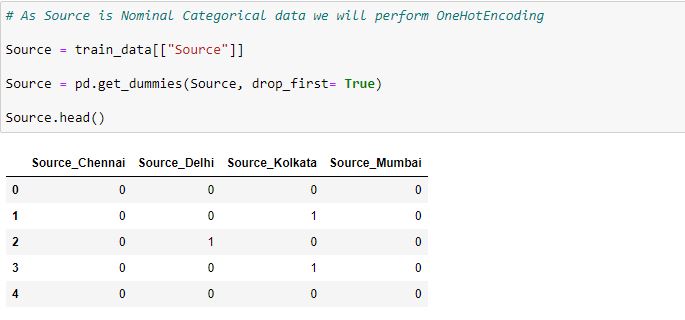 # As Source is Nominal Categorical data we will perform OneHotEncoding
Source = train_data[["Source"]]
Source = pd.get_dummies(Source, drop_first= True)
Source.head()
Source_Chennai Source_Delhi Source_Kolkata Source_Mumbai
0 0 0 0 0
1 0 0 1 0
2 0 1 0 0
3 0 0 1 0
4 0 0 0 0